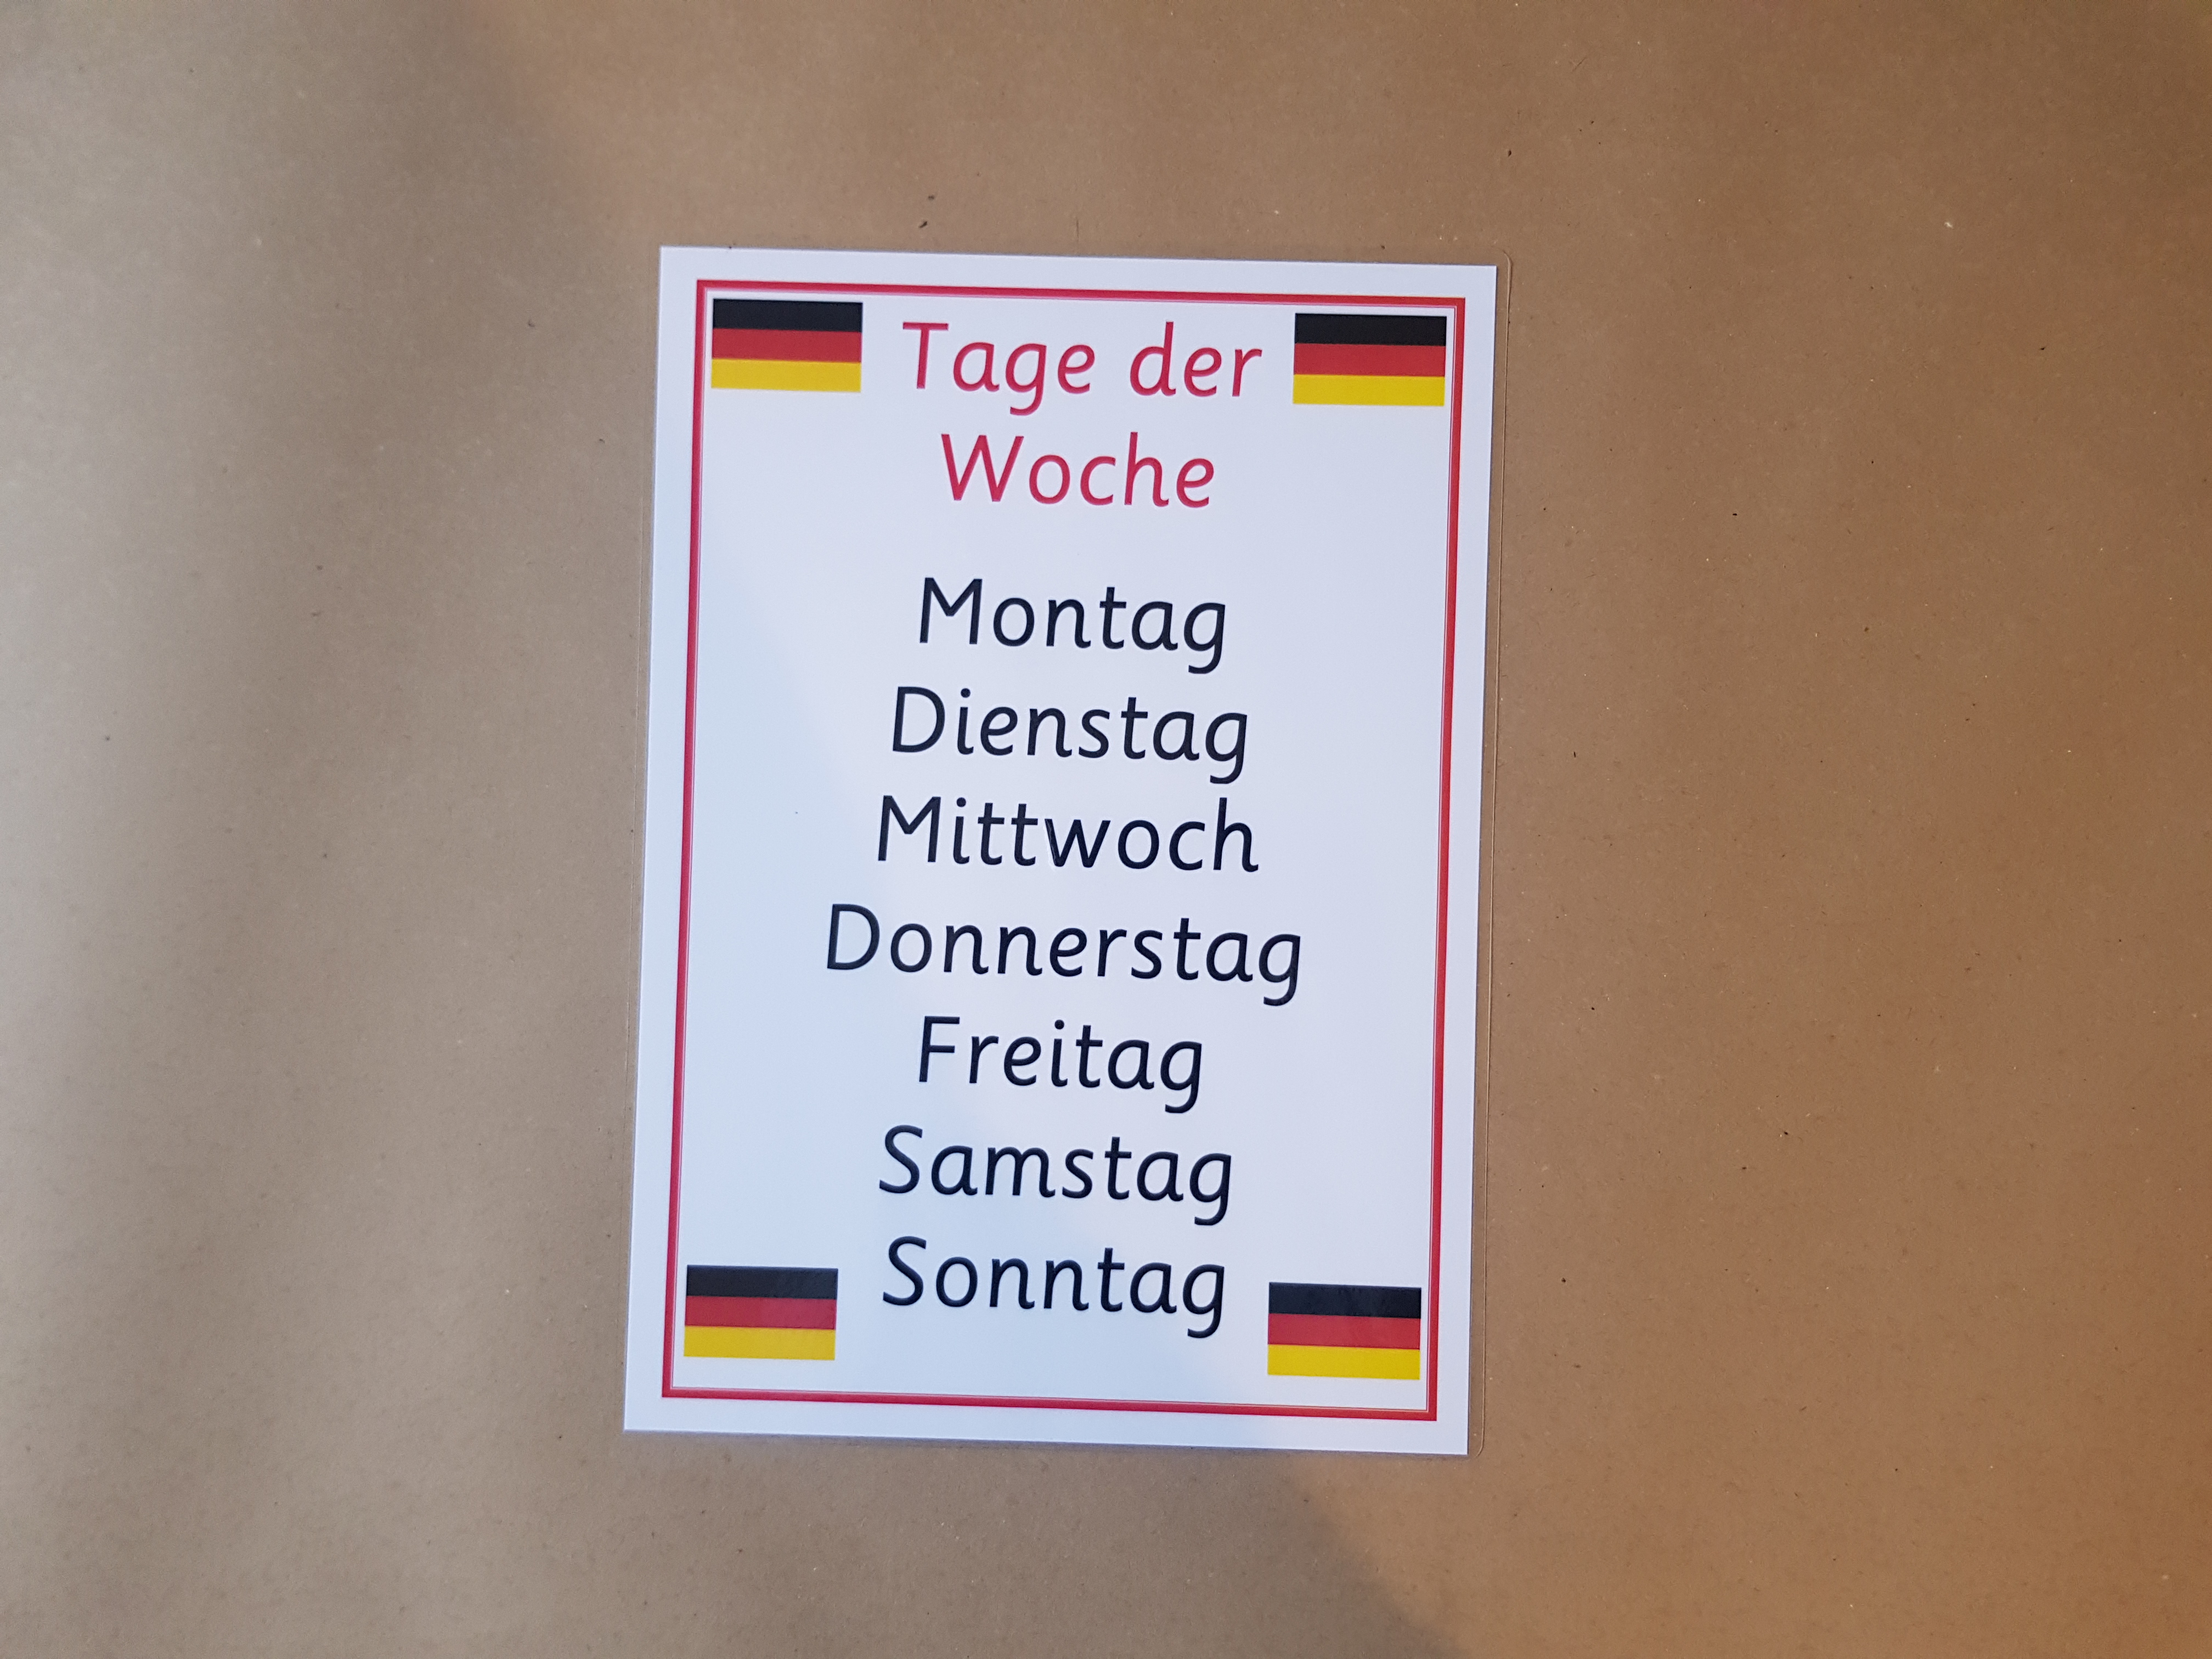 Tage der
Woche
Montag
Dienstag
Mittwoch
Donnerstag
Freitag
Samstag
Sonntag